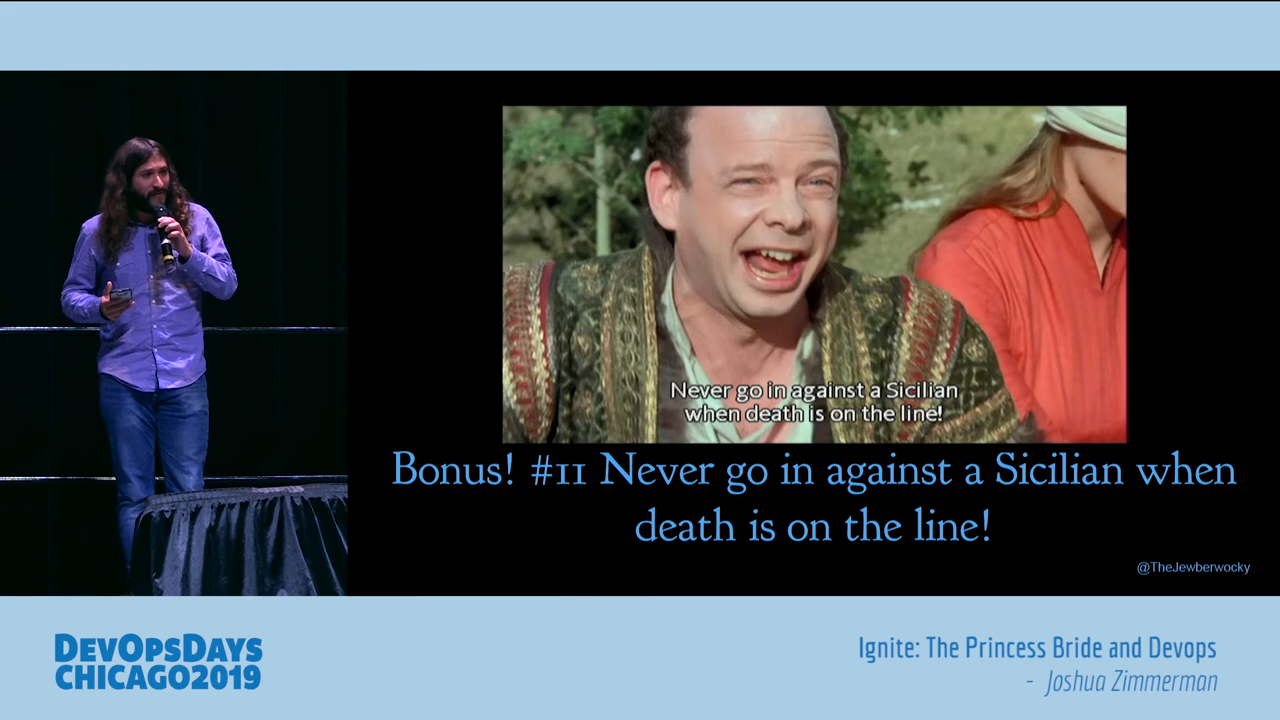 Never go in against a Sicilian
when death is on the line!
Bonus! #11 Never go in against a Sicilian when
death is on the line!
@TheJewberwocky
DEVOPSDAYS
CHICAGO2019
Ignite: The Princess Bride and Devops
- Joshua Zimmerman